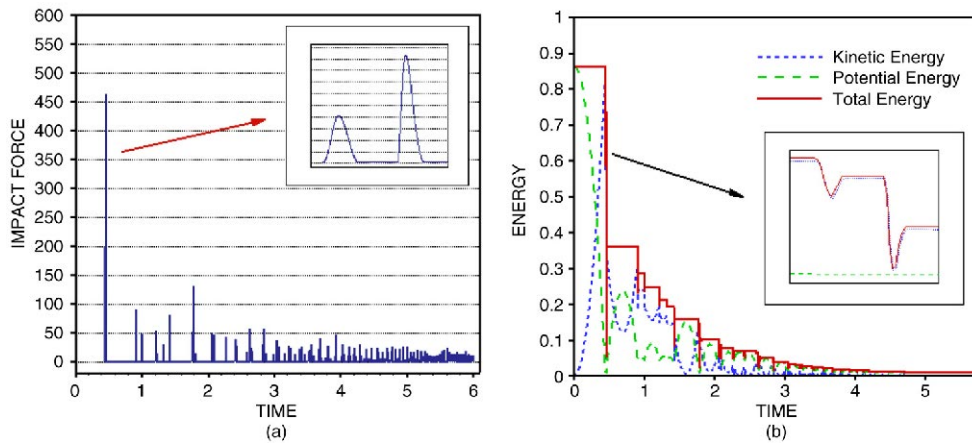 600
550
500
450
400
350
300
250
200
150
100
50
0
IMPACT FORCE
0 1 2 3 4 5 6
TIME
(a)
1
0.9
0.8
0.7
0.6
0.5
0.4
0.3
0.2
0.1
0
ENERGY
Kinetic Energy
Potential Energy
Total Energy
0 1 2 3 4 5
TIME
(b)